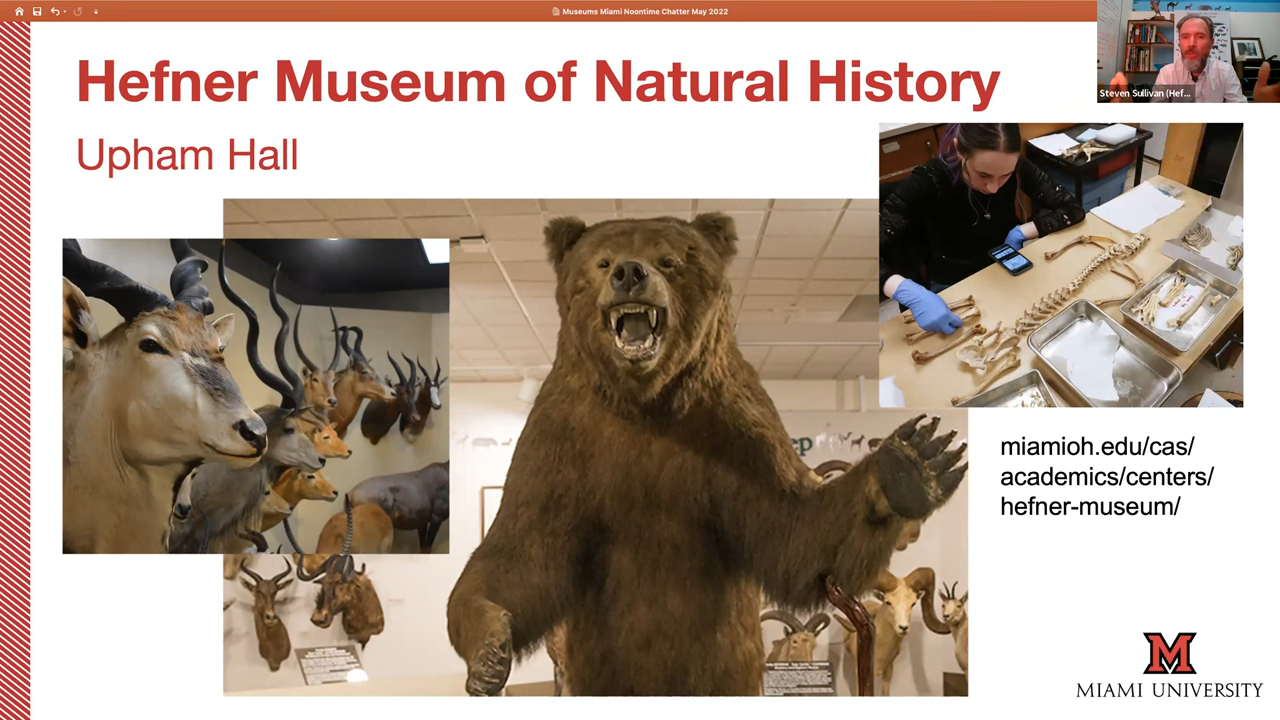 Museums Miami Noontime Chatter May 2022
Steven Sullivan (Hef...
Hefner Museum of Natural History
Upham Hall
ep
miamioh.edu/cas/
academics/centers/
hefner-museum/
M
MIAMI UNIVERSITY